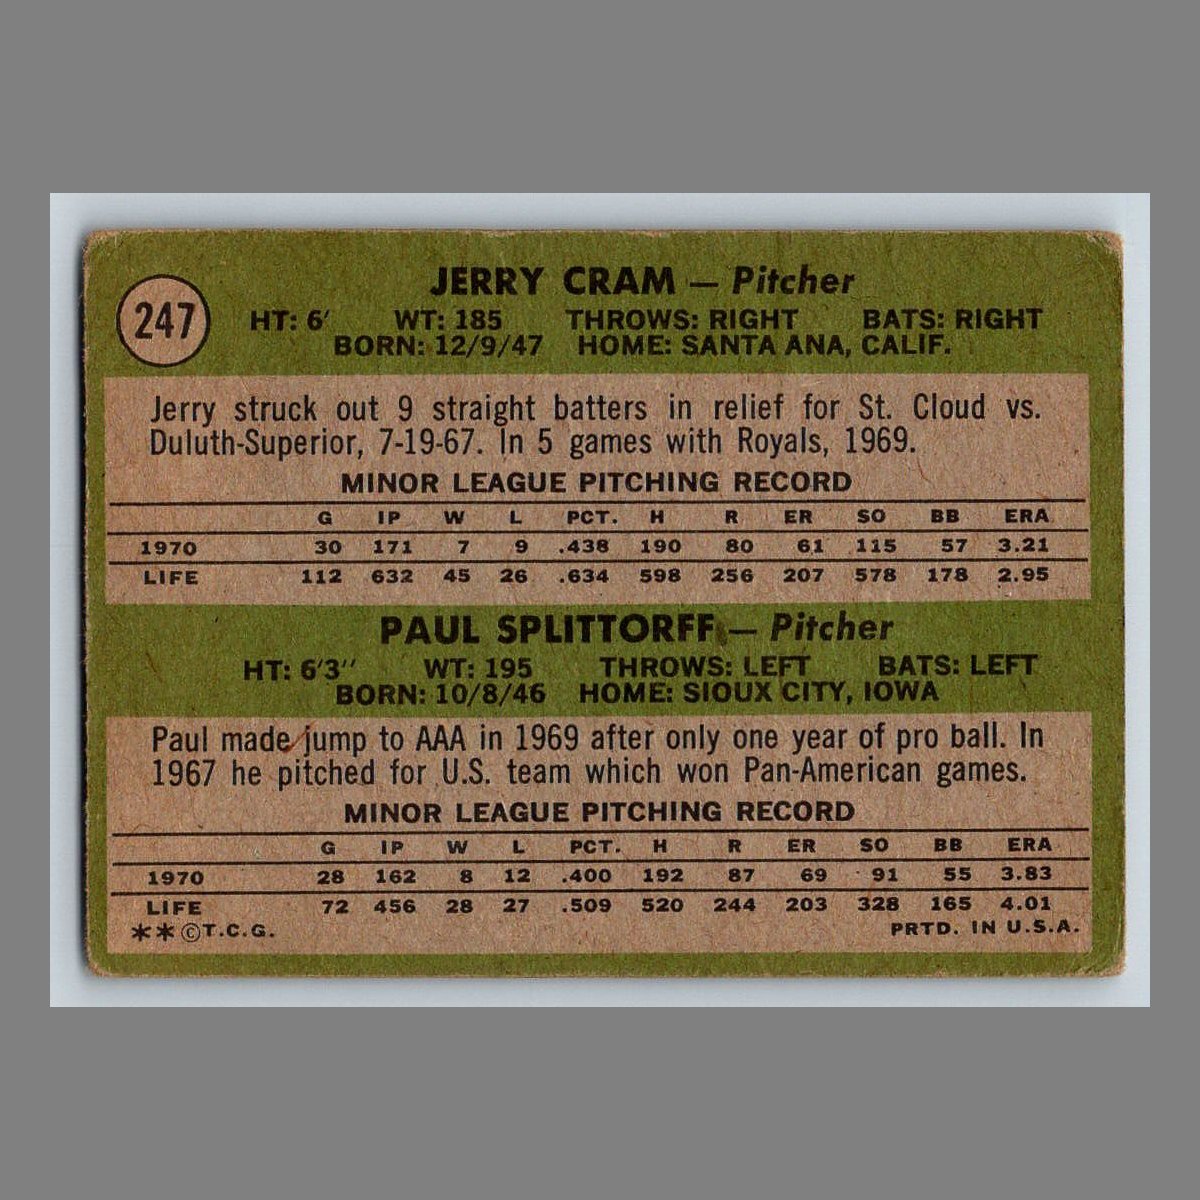 247
JERRY CRAM — Pitcher
HT: 6' WT: 185 THROWS: RIGHT BATS: RIGHT
BORN: 12/9/47 HOME: SANTA ANA, CALIF.
Jerry struck out 9 straight batters in relief for St. Cloud vs.
Duluth-Superior, 7-19-67. In 5 games with Royals, 1969.
MINOR LEAGUE PITCHING RECORD
G IP W L PCT. H R ER SO BB ERA
1970 30 171 7 9 .438 190 80 61 115 57 3.21
LIFE 112 632 45 26 .634 598 256 207 578 178 2.95
PAUL SPLITTORFF — Pitcher
HT: 6'3'' WT: 195 THROWS: LEFT BATS: LEFT
BORN: 10/8/46 HOME: SIOUX CITY, IOWA
Paul made jump to AAA in 1969 after only one year of pro ball. In
1967 he pitched for U.S. team which won Pan-American games.
MINOR LEAGUE PITCHING RECORD
G IP W L PCT. H R ER SO BB ERA
1970 28 162 8 12 .400 192 87 69 91 55 3.83
LIFE 72 456 28 27 .509 520 244 203 328 165 4.01
**©T.C.G. PRTD. IN U.S.A.